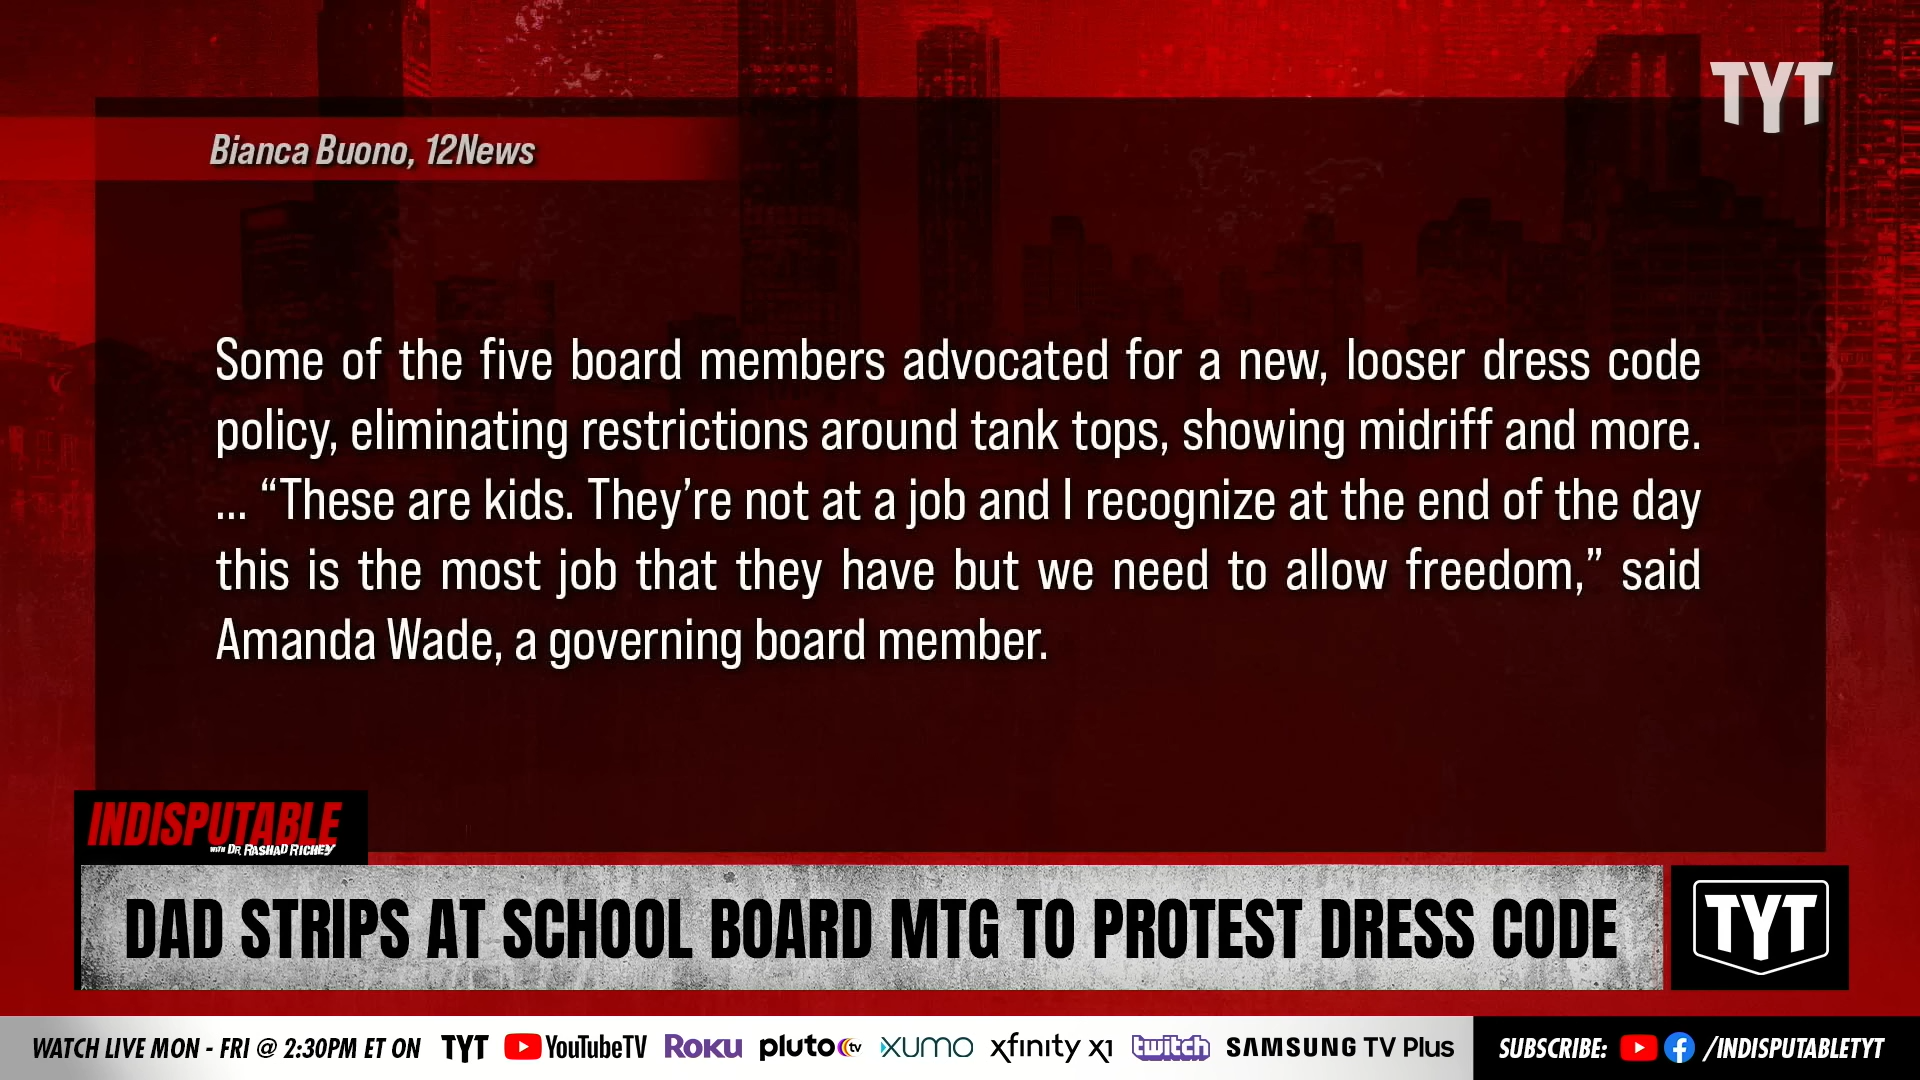 TYT
Bianca Buono, 12News
Some of the five board members advocated for a new, looser dress code
policy, eliminating restrictions around tank tops, showing midriff and more.
... “These are kids. They’re not at a job and I recognize at the end of the day
this is the most job that they have but we need to allow freedom,” said
Amanda Wade, a governing board member.
INDISPUTABLE
WITH DR. RASHAD RICHEY
DAD STRIPS AT SCHOOL BOARD MTG TO PROTEST DRESS CODE
TYT
WATCH LIVE MON - FRI @ 2:30PM ET ON TYT YouTubeTV ROKU pluto tv XUMO xfinity x1 twitch SAMSUNG TV Plus SUBSCRIBE: /INDISPUTABLETYT